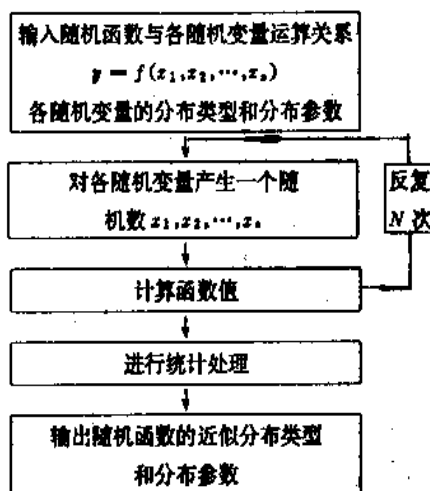 输入随机函数与各随机变量运算关系
y = f(x₁,x₂,…,xₙ)
各随机变量的分布类型和分布参数
对各随机变量产生一个随
机数 x₁,x₂,…,xₙ
反复
N 次
计算函数值
进行统计处理
输出随机函数的近似分布类型
和分布参数